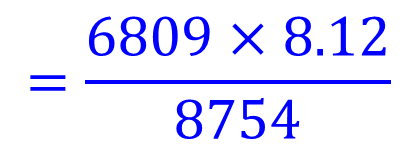 = 6809 × 8.12
8754